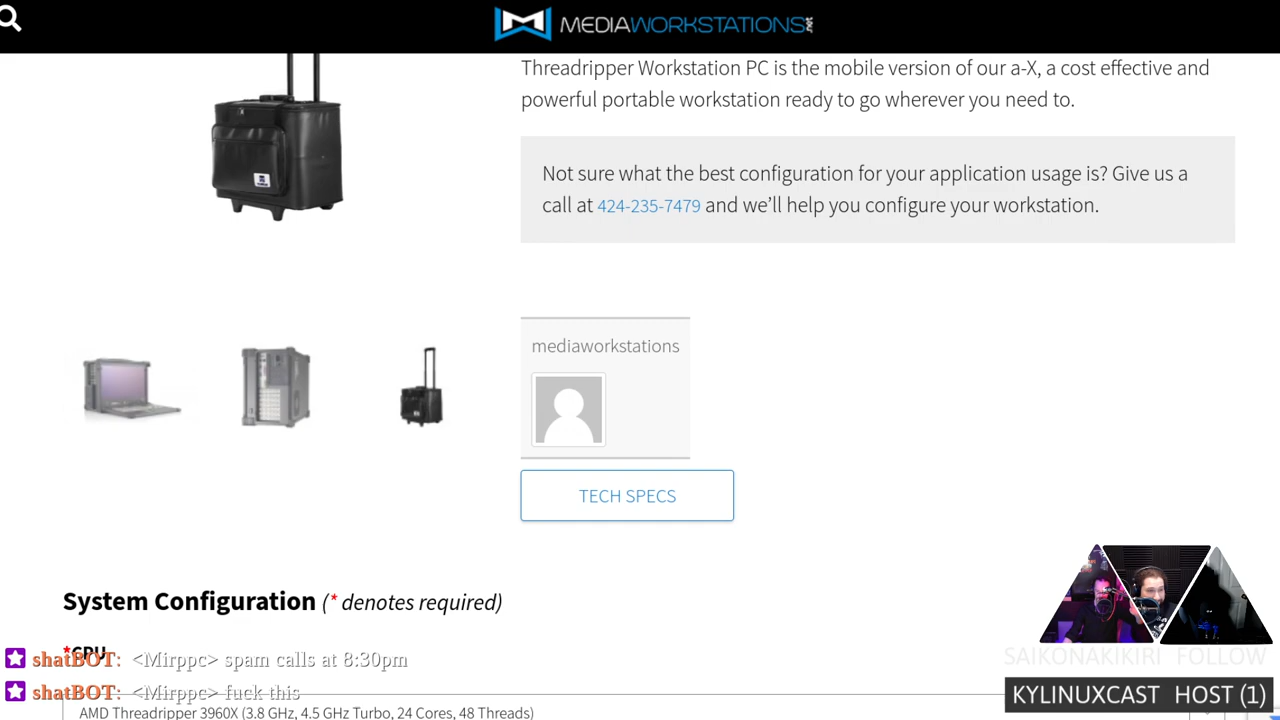 MEDIAWORKSTATIONS.net
Threadripper Workstation PC is the mobile version of our a-X, a cost effective and
powerful portable workstation ready to go wherever you need to.
Not sure what the best configuration for your application usage is? Give us a
call at 424-235-7479 and we’ll help you configure your workstation.
mediaworkstations
TECH SPECS
System Configuration (* denotes required)
*CPU
shatBOT: <Mirppc> spam calls at 8:30pm
shatBOT: <Mirppc> fuck this
AMD Threadripper 3960X (3.8 GHz, 4.5 GHz Turbo, 24 Cores, 48 Threads)
SAIKONAKIKIRI FOLLOW
KYLINUXCAST HOST (1)